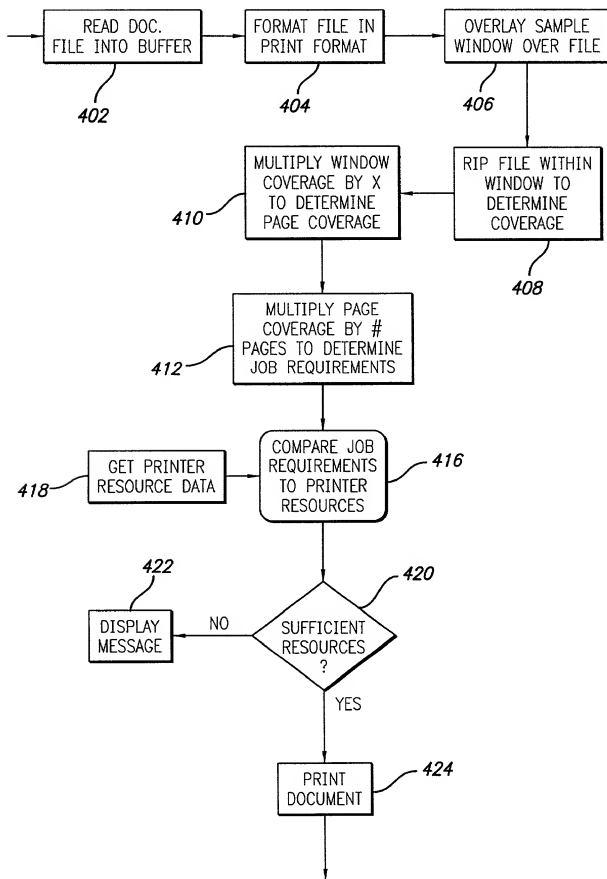 READ DOC.
FILE INTO BUFFER
402
FORMAT FILE IN
PRINT FORMAT
404
OVERLAY SAMPLE
WINDOW OVER FILE
406
RIP FILE WITHIN
WINDOW TO
DETERMINE
COVERAGE
408
MULTIPLY WINDOW
COVERAGE BY X
TO DETERMINE
PAGE COVERAGE
410
MULTIPLY PAGE
COVERAGE BY #
PAGES TO DETERMINE
JOB REQUIREMENTS
412
COMPARE JOB
REQUIREMENTS
TO PRINTER
RESOURCES
416
GET PRINTER
RESOURCE DATA
418
SUFFICIENT
RESOURCES
?
420
NO
DISPLAY
MESSAGE
422
YES
PRINT
DOCUMENT
424